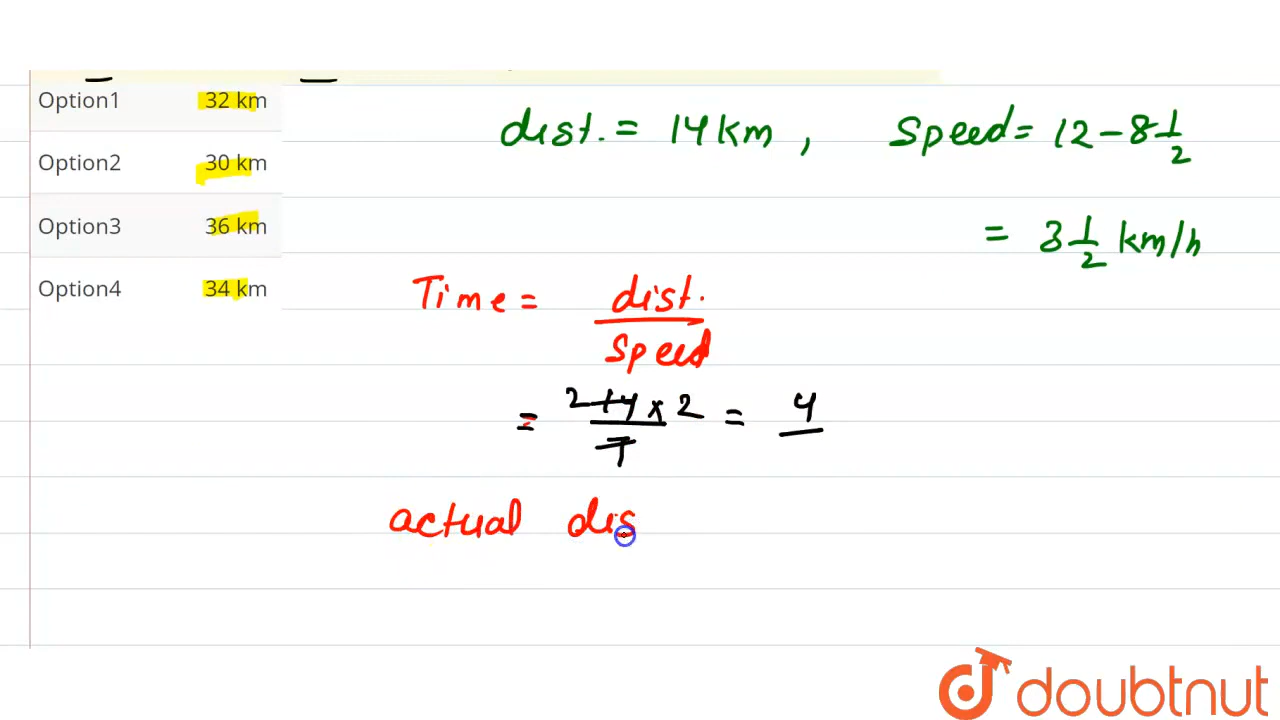 Option1 32 km
Option2 30 km
Option3 36 km
Option4 34 km
dist. = 14 km , Speed = 12 - 8 1/2
= 3 1/2 km/h
Time = dist. / Speed
= 2 14 x 2 / 7 = 4
actual dis
doubtnut